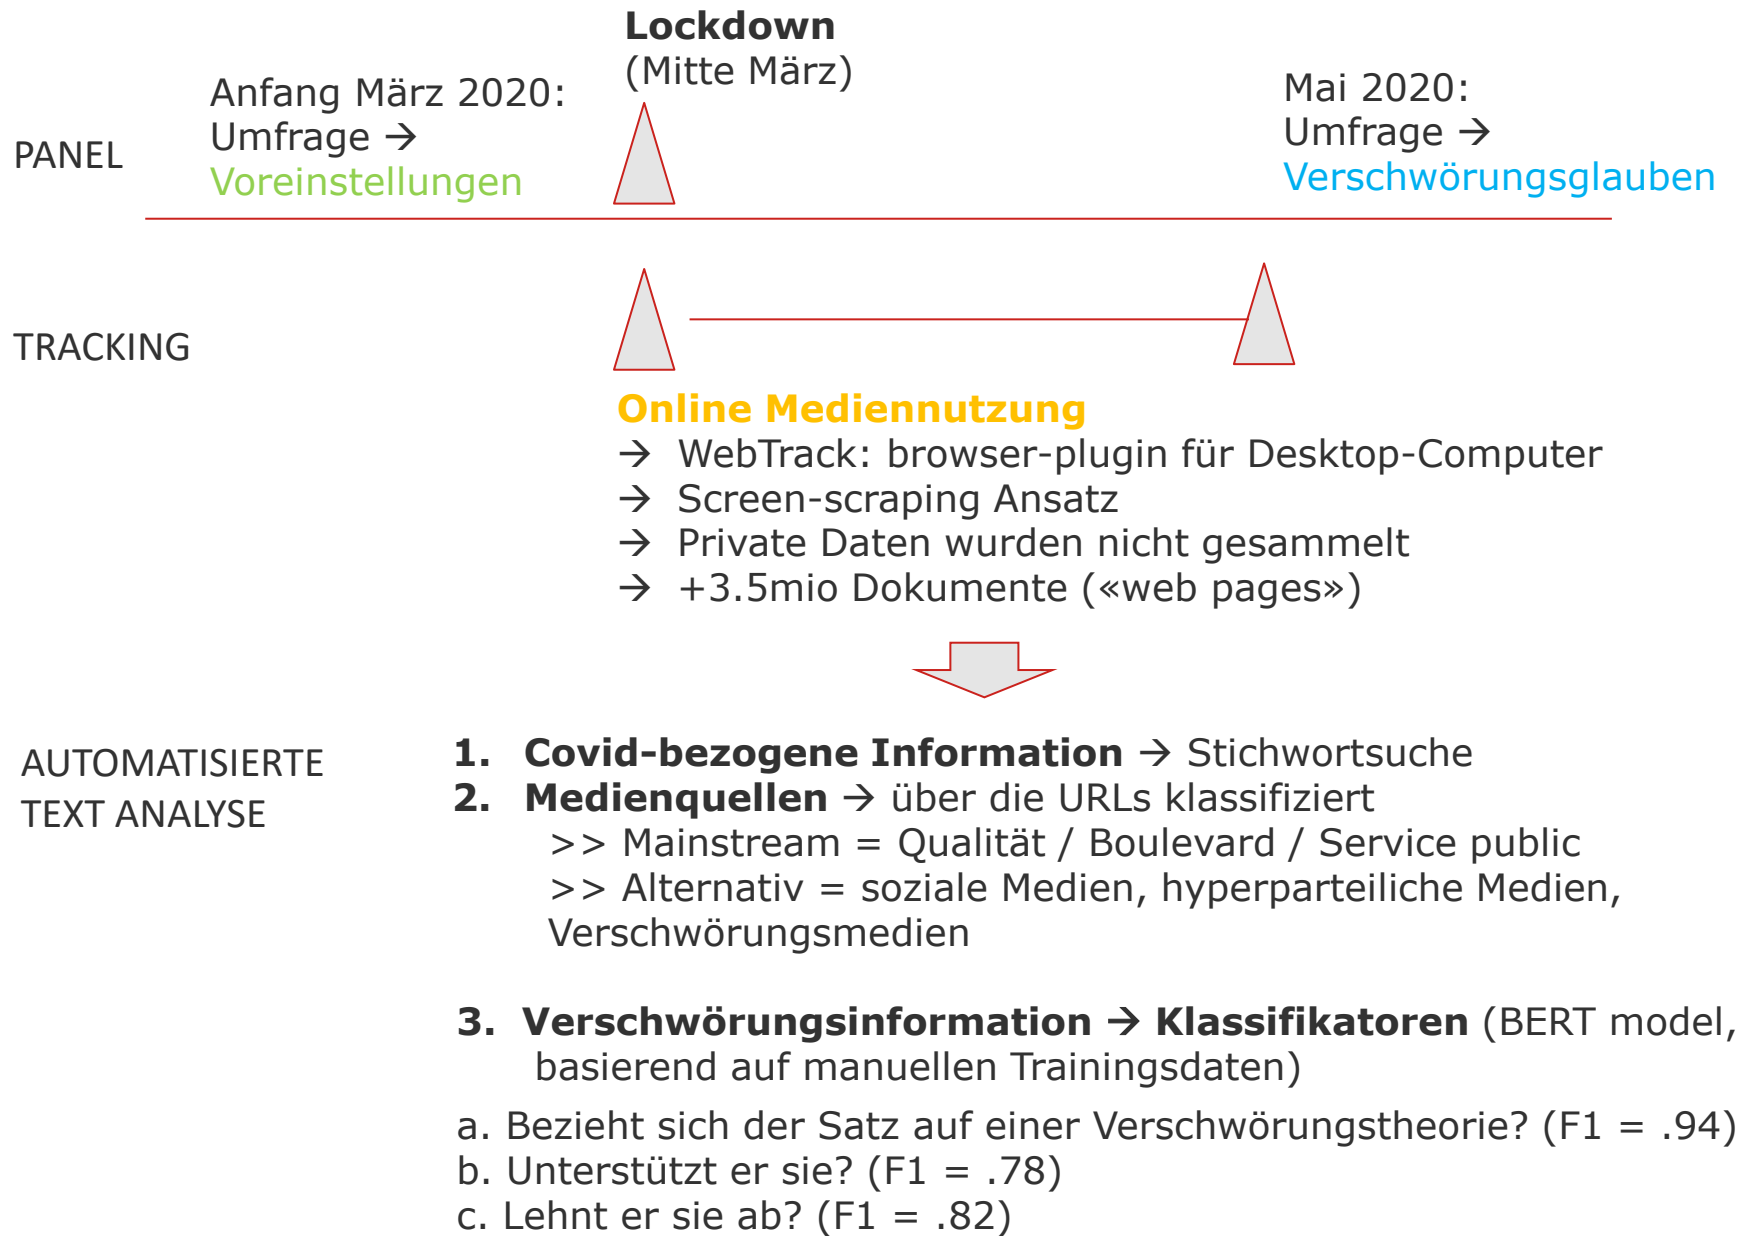 Lockdown
(Mitte März)
Anfang März 2020:
Umfrage →
Voreinstellungen
Mai 2020:
Umfrage →
Verschwörungsglauben
PANEL
TRACKING
Online Mediennutzung
→ WebTrack: browser-plugin für Desktop-Computer
→ Screen-scraping Ansatz
→ Private Daten wurden nicht gesammelt
→ +3.5mio Dokumente («web pages»)
AUTOMATISIERTE
TEXT ANALYSE
1. Covid-bezogene Information → Stichwortsuche
2. Medienquellen → über die URLs klassifiziert
>> Mainstream = Qualität / Boulevard / Service public
>> Alternativ = soziale Medien, hyperparteiliche Medien,
Verschwörungsmedien
3. Verschwörungsinformation → Klassifikatoren (BERT model,
basierend auf manuellen Trainingsdaten)
a. Bezieht sich der Satz auf einer Verschwörungstheorie? (F1 = .94)
b. Unterstützt er sie? (F1 = .78)
c. Lehnt er sie ab? (F1 = .82)